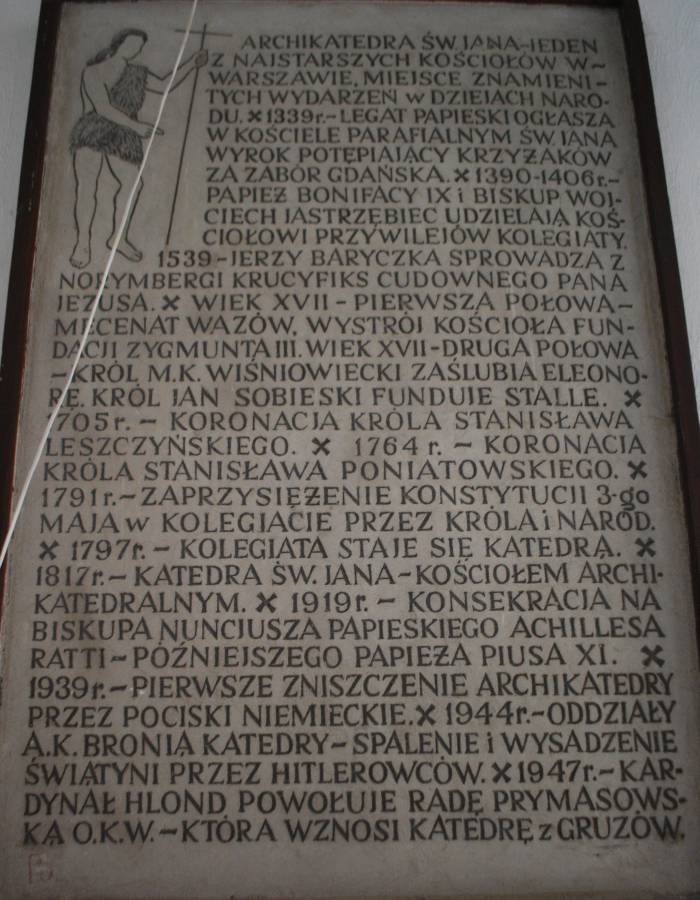 ARCHIKATEDRA ŚW. JANA–JEDEN
Z NAJSTARSZYCH KOŚCIOŁÓW W–
WARSZAWIE, MIEJSCE ZNAMIENI–
TYCH WYDARZEŃ W DZIEJACH NARO–
DU. ✖ 1339r.– LEGAT PAPIESKI OGŁASZA
W KOŚCIELE PARAFIALNYM ŚW. JANA
WYROK POTĘPIAJĄCY KRZYŻAKÓW
ZA ZABÓR GDAŃSKA. ✖ 1390-1406r.–
PAPIEŻ BONIFACY IX i BISKUP WOJ–
CIECH JASTRZĘBIEC UDZIELAJĄ KOŚ–
CIOŁOWI PRZYWILEJÓW KOLEGIATY.
1539–JERZY BARYCZKA SPROWADZA Z
NORYMBERGI KRUCYFIKS CUDOWNEGO PANA
JEZUSA. ✖ WIEK XVII – PIERWSZA POŁOWA–
MECENAT WAZÓW, WYSTRÓJ KOŚCIOŁA FUN–
DACJI ZYGMUNTA III. WIEK XVII–DRUGA POŁOWA
–KRÓL M.K. WIŚNIOWIECKI ZAŚLUBIA ELEONO–
RĘ. KRÓL JAN SOBIESKI FUNDUJE STALLE. ✖
1705r. – KORONACJA KRÓLA STANISŁAWA
LESZCZYŃSKIEGO. ✖ 1764 r. – KORONACJA
KRÓLA STANISŁAWA PONIATOWSKIEGO. ✖
1791r.–ZAPRZYSIĘŻENIE KONSTYTUCJI 3-go
MAJA w KOLEGIACIE PRZEZ KRÓLA i NARÓD.
✖ 1797r. – KOLEGIATA STAJE SIĘ KATEDRĄ. ✖
1817r.– KATEDRA ŚW. JANA–KOŚCIOŁEM ARCHI–
KATEDRALNYM. ✖ 1919r. – KONSEKRACJA NA
BISKUPA NUNCJUSZA PAPIESKIEGO ACHILLESA
RATTI–PÓŹNIEJSZEGO PAPIEŻA PIUSA XI. ✖
1939r.–PIERWSZE ZNISZCZENIE ARCHIKATEDRY
PRZEZ POCISKI NIEMIECKIE. ✖ 1944r.–ODDZIAŁY
A.K. BRONIĄ KATEDRY–SPALENIE i WYSADZENIE
ŚWIĄTYNI PRZEZ HITLEROWCÓW. ✖ 1947r.– KAR–
DYNAŁ HLOND POWOŁUJE RADĘ PRYMASOWS–
KĄ O.K.W.–KTÓRA WZNOSI KATEDRĘ z GRUZÓW.